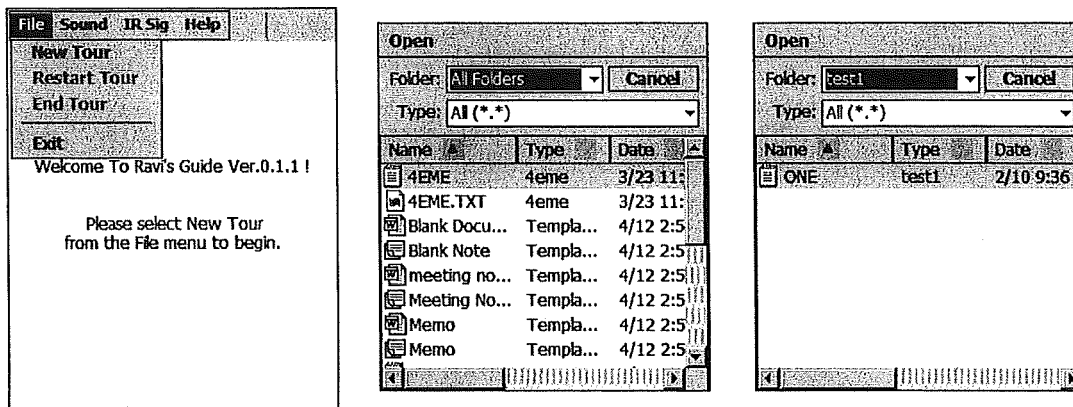 File Sound IR Sig Help
New Tour
Restart Tour
End Tour
Exit
Welcome To Ravi's Guide Ver.0.1.1 !
Please select New Tour
from the File menu to begin.
Open
Folder: All Folders Cancel
Type: All (*.*)
Name Type Date
4EME 4eme 3/23 11:
4EME.TXT 4eme 3/23 11:
Blank Docu... Templa... 4/12 2:5
Blank Note Templa... 4/12 2:5
meeting no... Templa... 4/12 2:5
Meeting No... Templa... 4/12 2:5
Memo Templa... 4/12 2:5
Memo Templa... 4/12 2:5
Open
Folder: test1 Cancel
Type: All (*.*)
Name Type Date
ONE test1 2/10 9:36